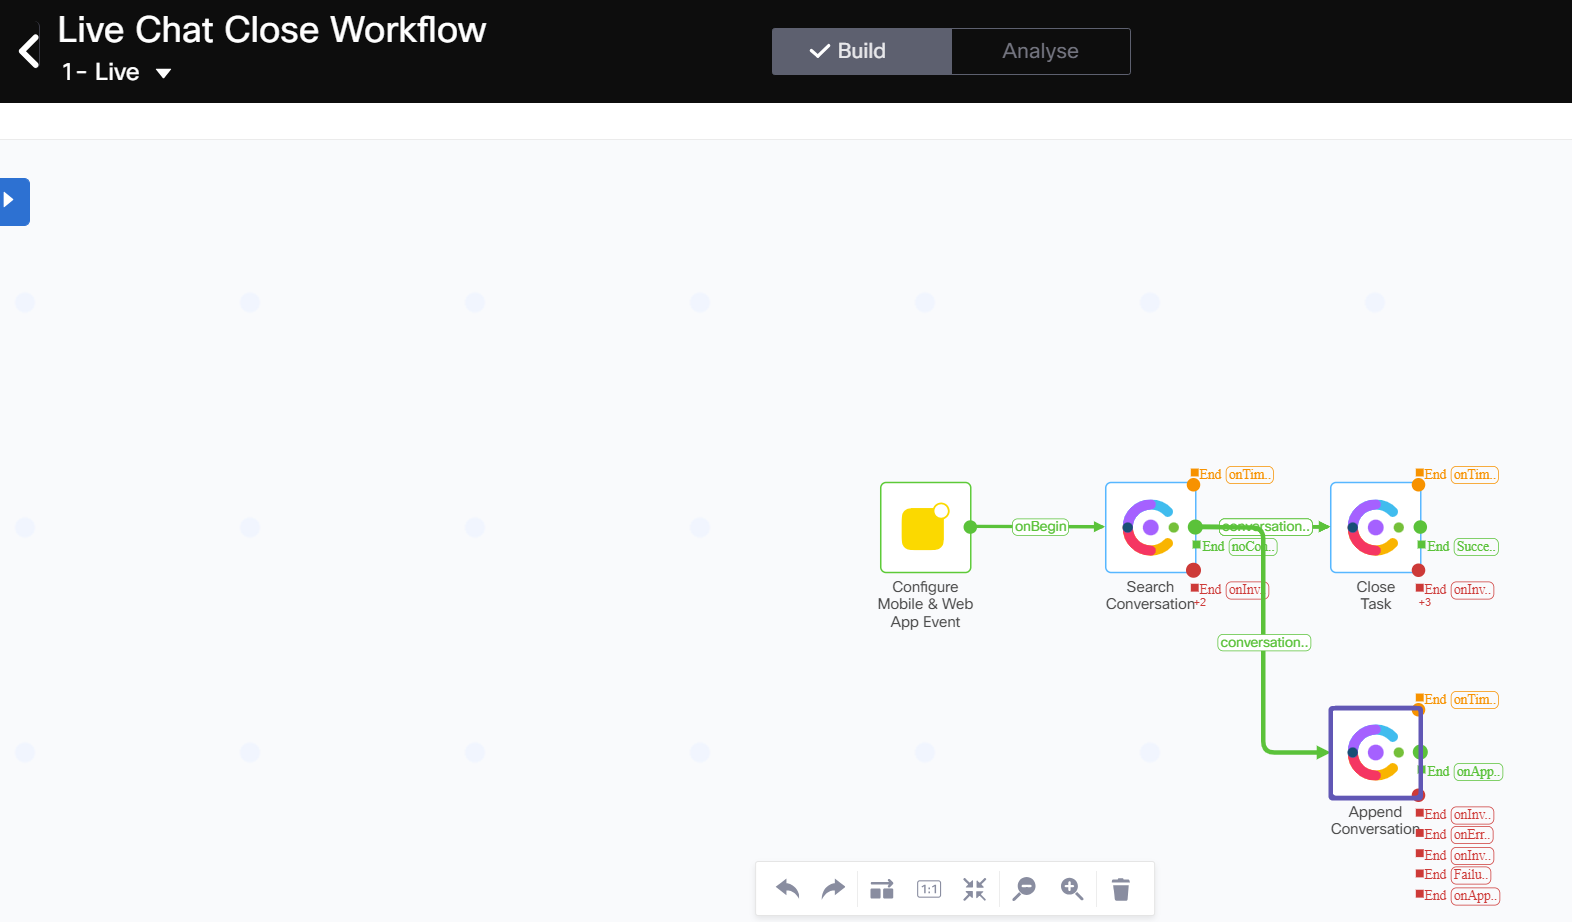 Live Chat Close Workflow
1- Live
Build
Analyse
End onTim..
End onTim..
onBegin
conversation..
End noCon..
End Succe..
Configure
Mobile & Web
App Event
Search
Conversation
End onInv..
+2
Close
Task
End onInv..
+3
conversation..
End onTim..
End onApp..
Append
Conversation
End onInv..
End onErr..
End onInv..
End Failu..
End onApp..
1:1